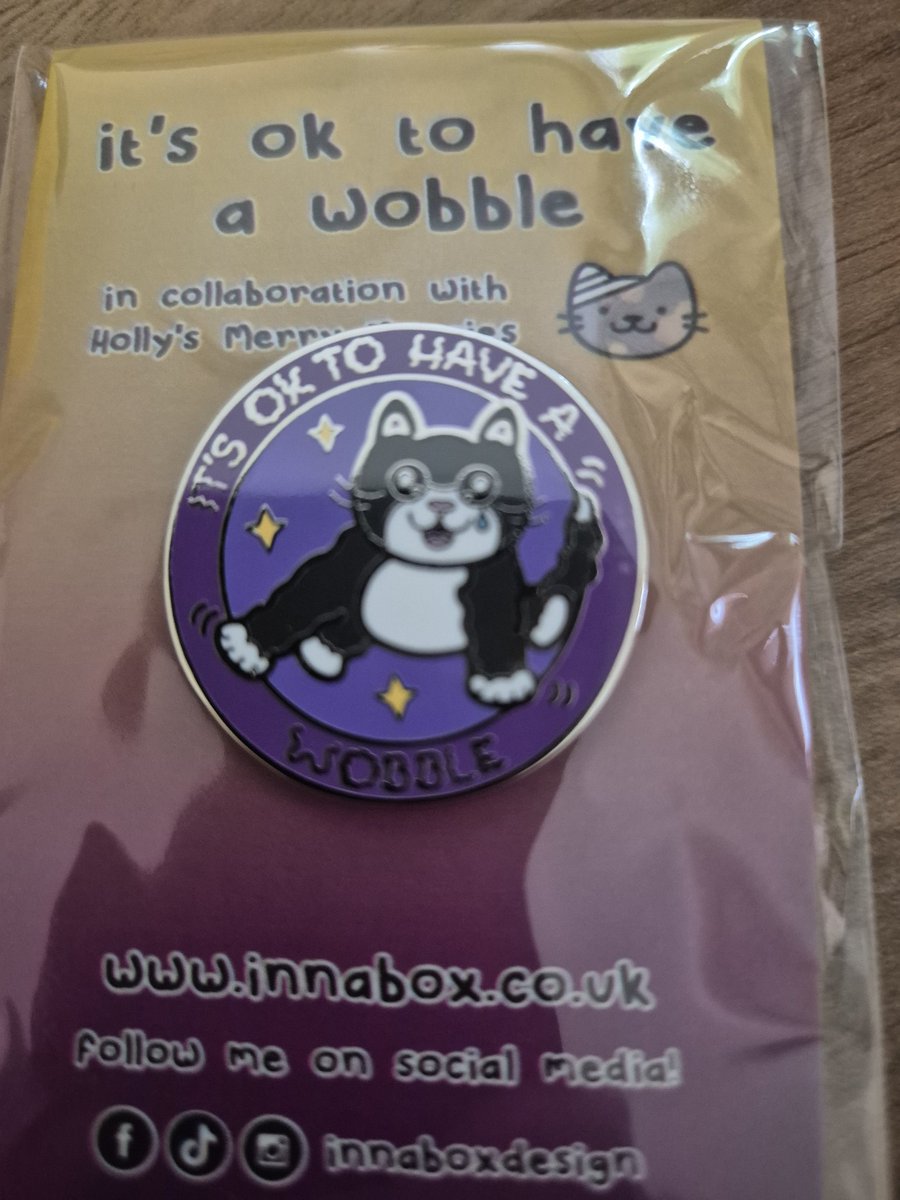 it's ok to have
a wobble
in collaboration with
Holly's Merry
IT'S OK TO HAVE A
WOBBLE
www.innabox.co.uk
follow me on social media!
innaboxdesign